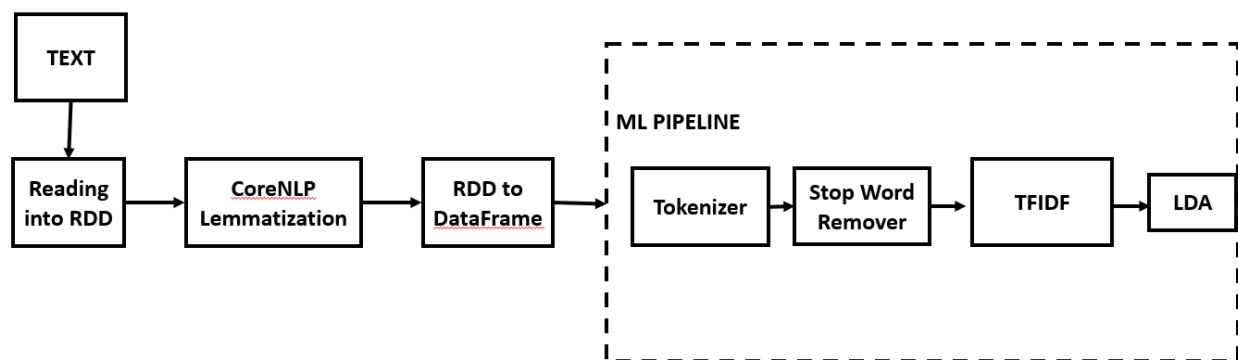 TEXT
ML PIPELINE
Reading
into RDD
CoreNLP
Lemmatization
RDD to
DataFrame
Tokenizer
Stop Word
Remover
TFIDF
LDA